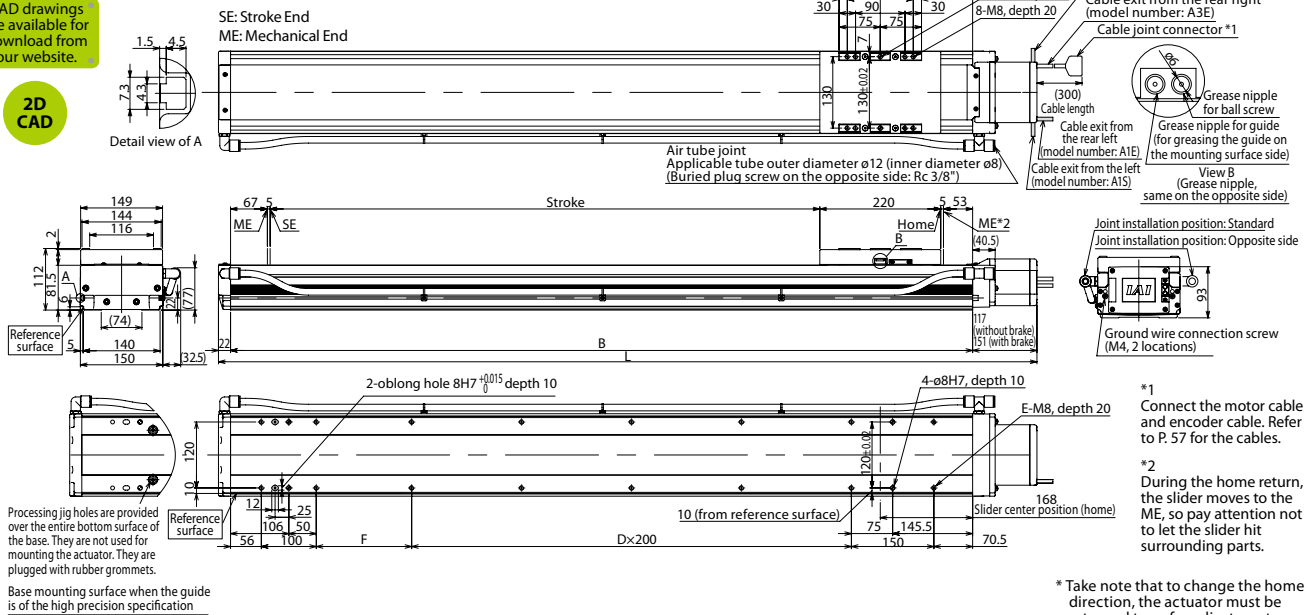 AD drawings
e available for
ownload from
our website.
2D
CAD
SE: Stroke End
ME: Mechanical End
1.5
4.5
7.3
4.3
Detail view of A
30
90
30
75
75
8-M8, depth 20
7
130
130±0.02
Cable exit from the rear right
(model number: A3E)
Cable joint connector *1
(300)
Cable length
Cable exit from
the rear left
(model number: A1E)
Cable exit from the left
(model number: A1S)
Air tube joint
Applicable tube outer diameter ø12 (inner diameter ø8)
(Buried plug screw on the opposite side: Rc 3/8")
ø6
Grease nipple
for ball screw
Grease nipple for guide
(for greasing the guide on
the mounting surface side)
View B
(Grease nipple,
same on the opposite side)
149
144
116
2
112
81.5
A
6
(22)
(77)
(74)
Reference
surface
5
140
150
(32.5)
67
5
Stroke
220
5
53
ME
SE
Home
ME*2
B
(40.5)
117
(without brake)
151 (with brake)
22
B
L
Joint installation position: Standard
Joint installation position: Opposite side
IAI
93
Ground wire connection screw
(M4, 2 locations)
2-oblong hole 8H7 +0.015 0 depth 10
4-ø8H7, depth 10
E-M8, depth 20
120
10
120±0.02
Reference
surface
12
25
106
50
56
100
F
D×200
10 (from reference surface)
168
Slider center position (home)
75
145.5
150
70.5
Processing jig holes are provided
over the entire bottom surface of
the base. They are not used for
mounting the actuator. They are
plugged with rubber grommets.
Base mounting surface when the guide
is of the high precision specification
*1
Connect the motor cable
and encoder cable. Refer
to P. 57 for the cables.
*2
During the home return,
the slider moves to the
ME, so pay attention not
to let the slider hit
surrounding parts.
* Take note that to change the home
direction, the actuator must be